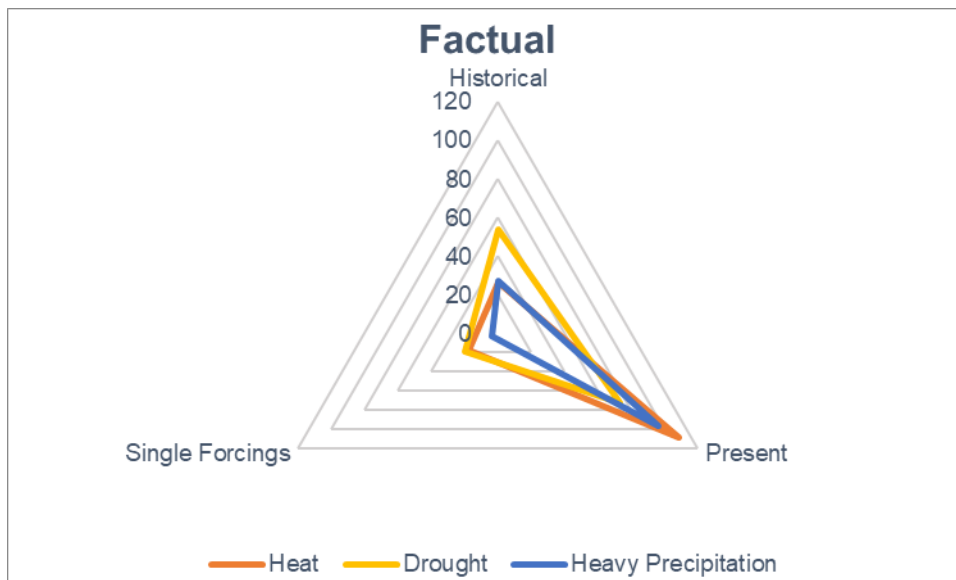 Factual
Historical
120
100
80
60
40
20
0
Single Forcings
Present
Heat
Drought
Heavy Precipitation